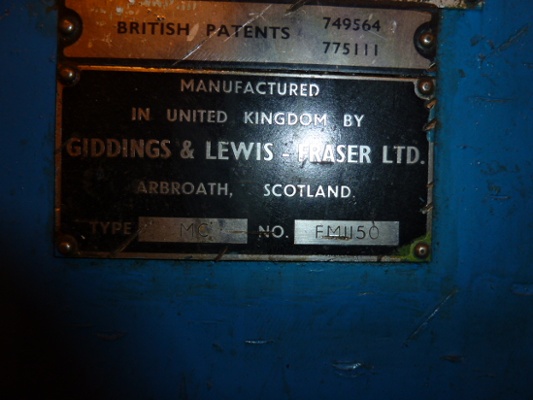 BRITISH PATENTS 749564
775111
MANUFACTURED
IN UNITED KINGDOM BY
GIDDINGS & LEWIS - FRASER LTD.
ARBROATH, SCOTLAND
TYPE MC NO. FM1150